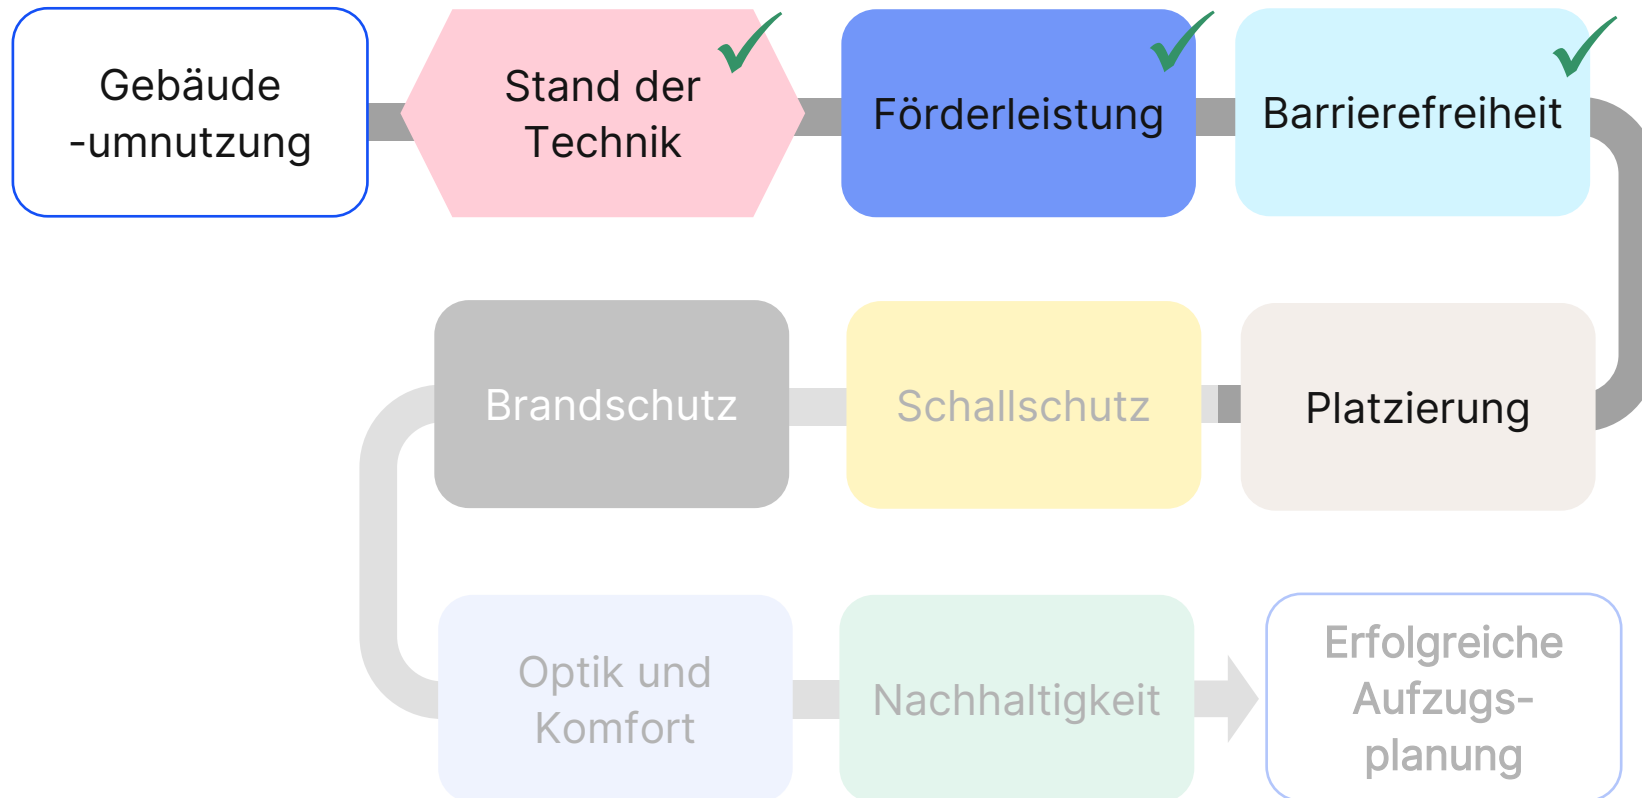 Gebäude
-umnutzung
Stand der
Technik
Förderleistung
Barrierefreiheit
Brandschutz
Schallschutz
Platzierung
Optik und
Komfort
Nachhaltigkeit
Erfolgreiche
Aufzugs-
planung